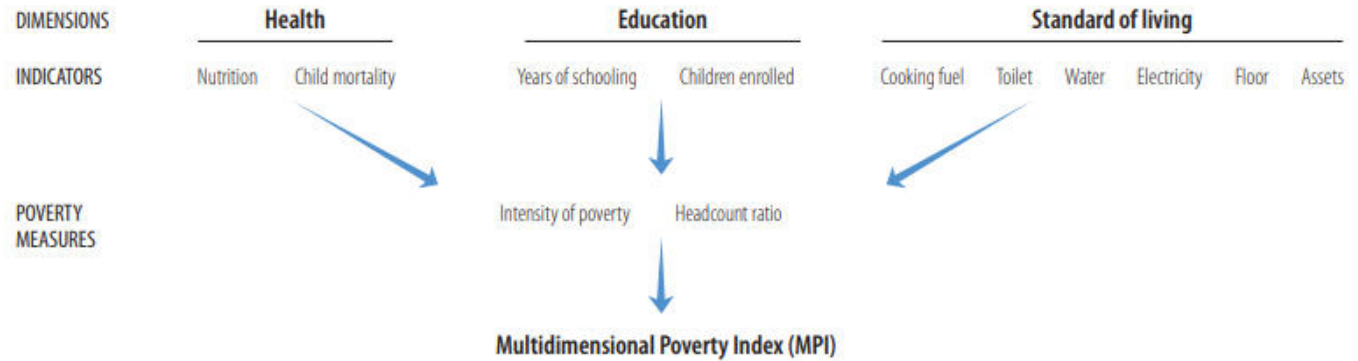 DIMENSIONS Health Education Standard of living
INDICATORS Nutrition Child mortality Years of schooling Children enrolled Cooking fuel Toilet Water Electricity Floor Assets
POVERTY Intensity of poverty Headcount ratio
MEASURES
Multidimensional Poverty Index (MPI)